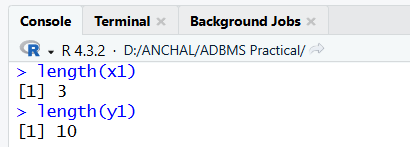 Console Terminal × Background Jobs ×
R R 4.3.2 · D:/ANCHAL/ADBMS Practical/
> length(x1)
[1] 3
> length(y1)
[1] 10